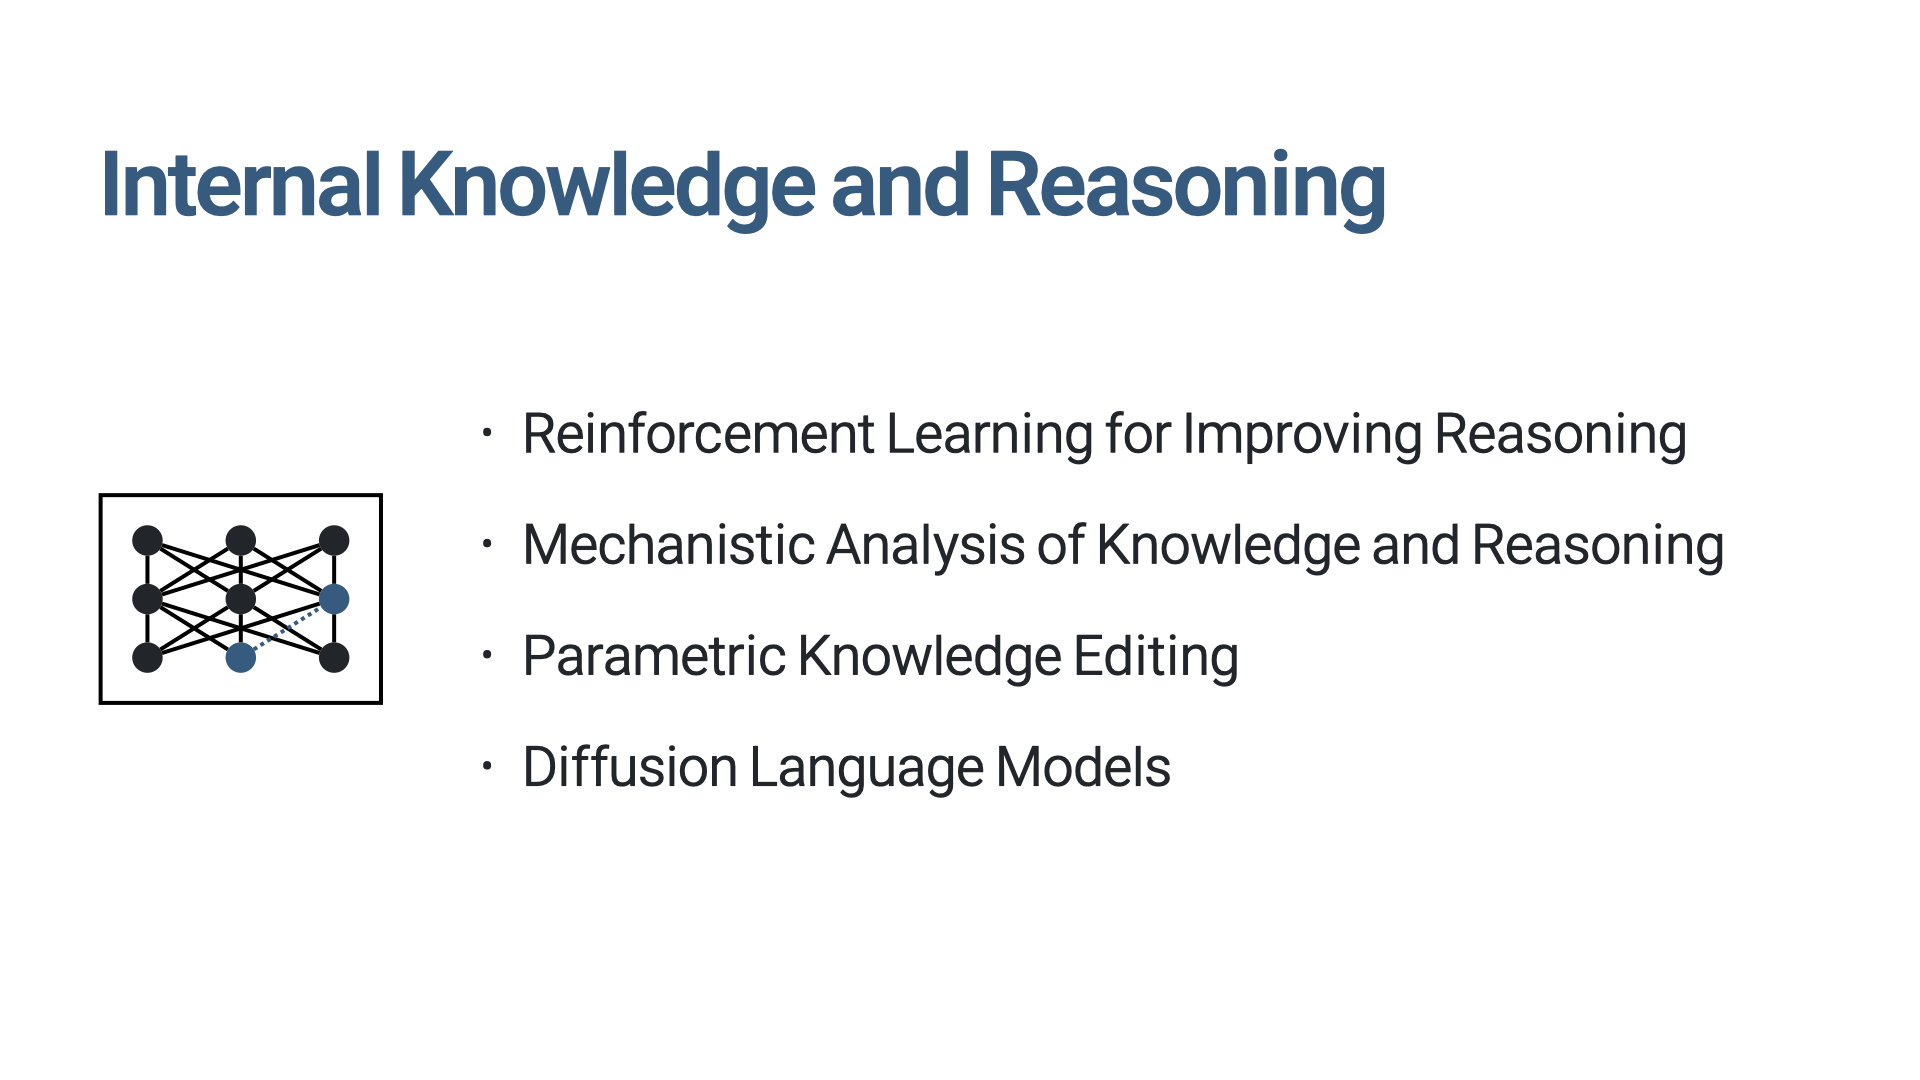 Internal Knowledge and Reasoning
· Reinforcement Learning for Improving Reasoning
· Mechanistic Analysis of Knowledge and Reasoning
· Parametric Knowledge Editing
· Diffusion Language Models